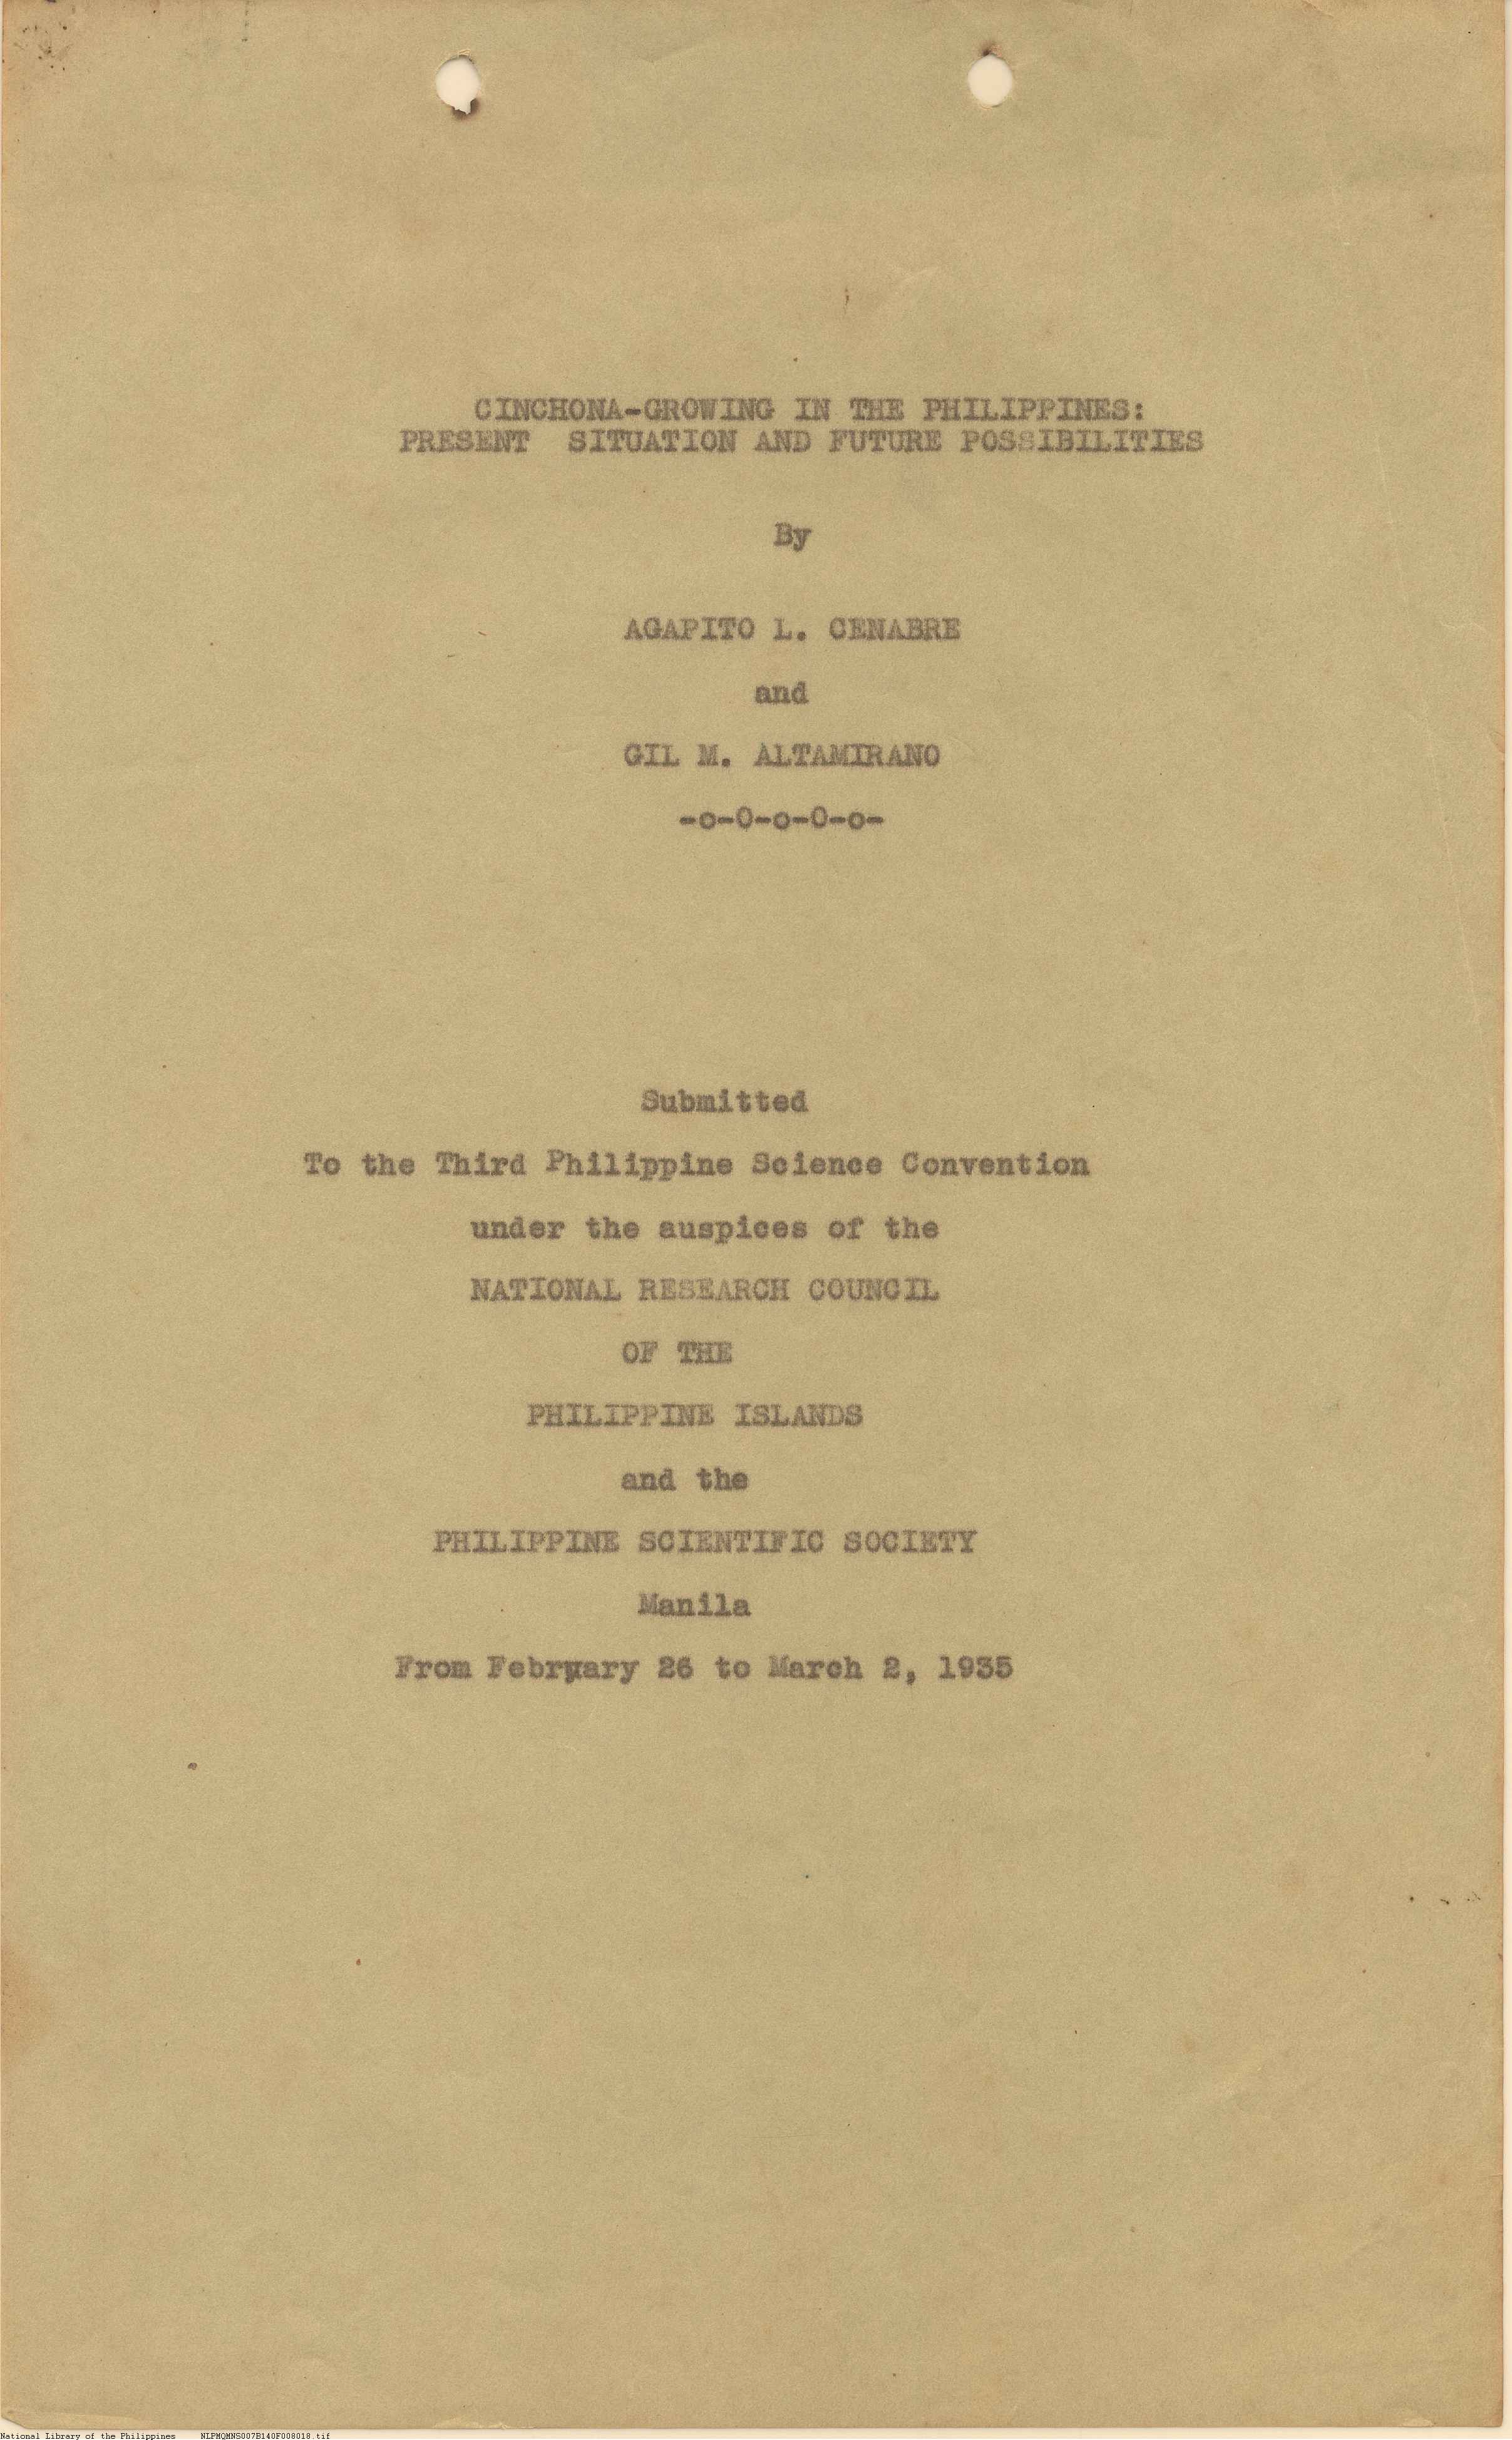 CINCHONA-GROWING IN THE PHILIPPINES:
PRESENT SITUATION AND FUTURE POSSIBILITIES
By
AGAPITO L. CENABRE
and
GIL M. ALTAMIRANO
-o-O-o-O-o-
Submitted
To the Third Philippine Science Convention
under the auspices of the
NATIONAL RESEARCH COUNCIL
OF THE
PHILIPPINE ISLANDS
and the
PHILIPPINE SCIENTIFIC SOCIETY
Manila
From February 26 to March 2, 1935
National Library of the Philippines NLPMQMNS007B140F008018.tif